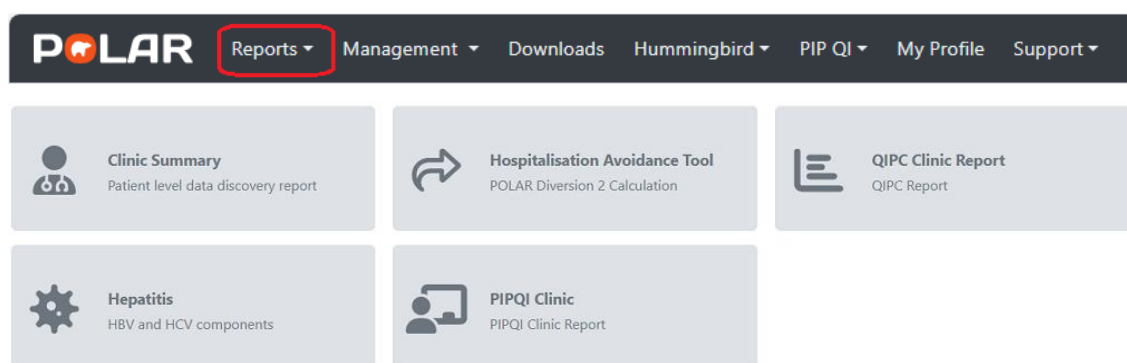 POLAR Reports Management Downloads Hummingbird PIP QI My Profile Support
Clinic Summary
Patient level data discovery report
Hospitalisation Avoidance Tool
POLAR Diversion 2 Calculation
QIPC Clinic Report
QIPC Report
Hepatitis
HBV and HCV components
PIPQI Clinic
PIPQI Clinic Report